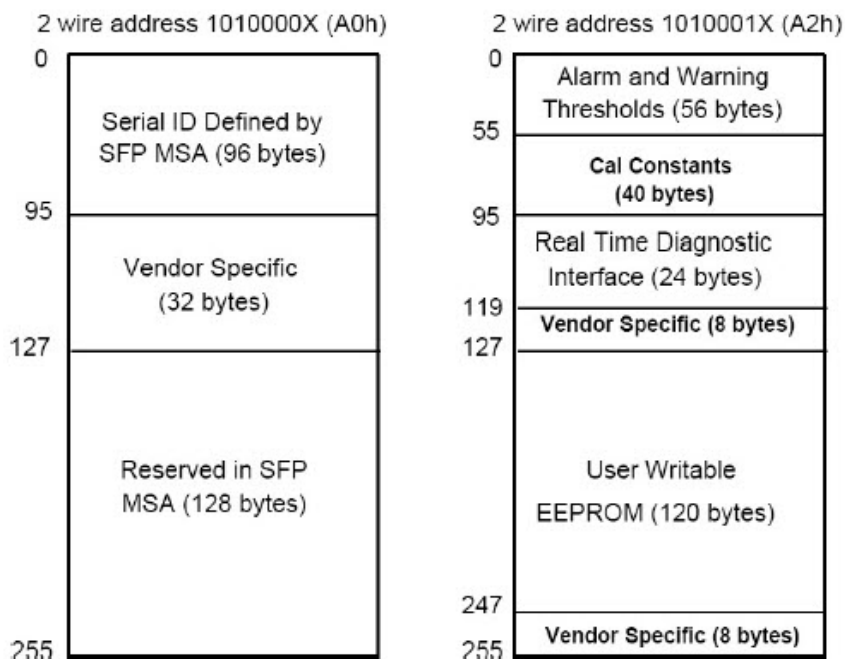 2 wire address 1010000X (A0h)
0
Serial ID Defined by
SFP MSA (96 bytes)
95
Vendor Specific
(32 bytes)
127
Reserved in SFP
MSA (128 bytes)
255
2 wire address 1010001X (A2h)
0
Alarm and Warning
Thresholds (56 bytes)
55
Cal Constants
(40 bytes)
95
Real Time Diagnostic
Interface (24 bytes)
119
Vendor Specific (8 bytes)
127
User Writable
EEPROM (120 bytes)
247
Vendor Specific (8 bytes)
255